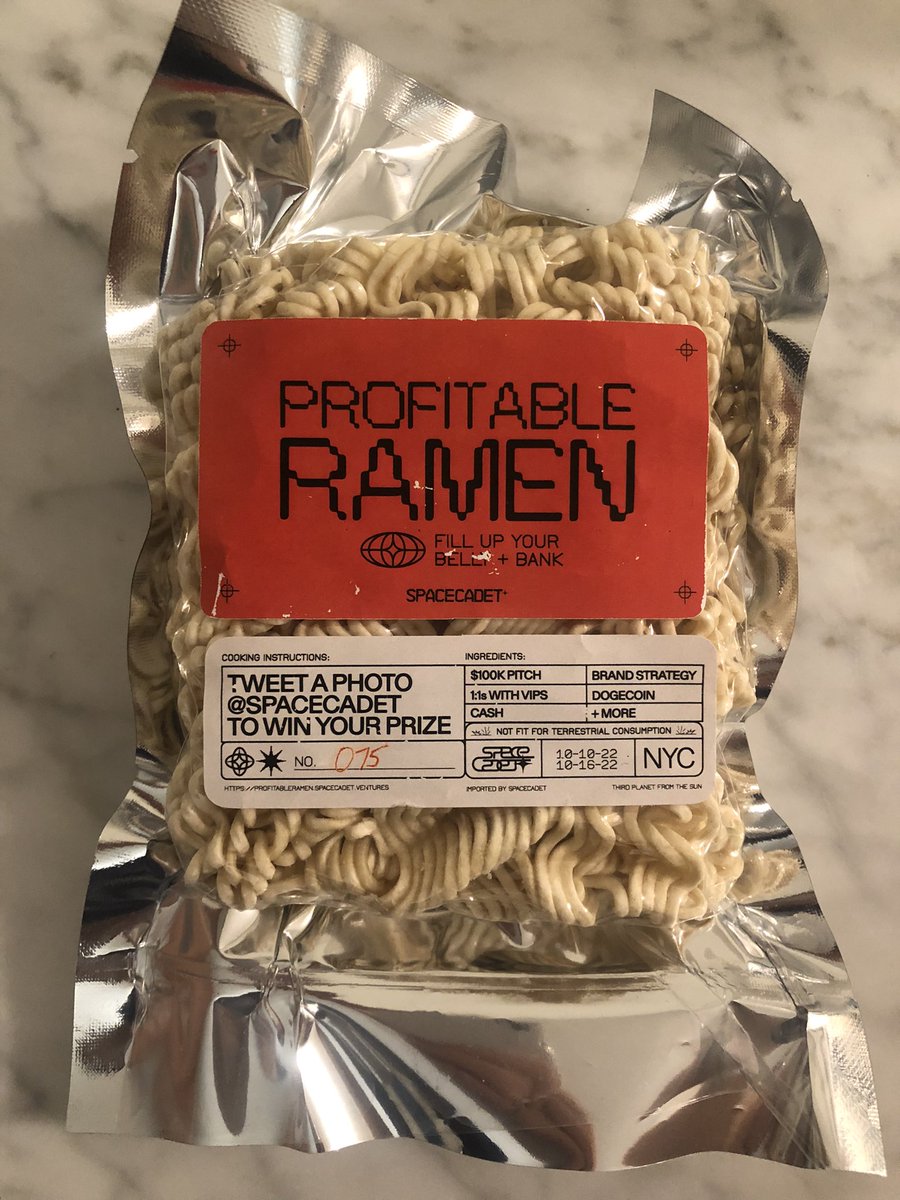 PROFITABLE
RAMEN
FILL UP YOUR
BELLY + BANK
SPACECADET+
COOKING INSTRUCTIONS:
TWEET A PHOTO
@SPACECADET
TO WIN YOUR PRIZE
NO. 075
HTTPS://PROFITABLERAMEN.SPACECADET.VENTURES
INGREDIENTS:
$100K PITCH BRAND STRATEGY
1:1s WITH VIPS DOGECOIN
CASH + MORE
NOT FIT FOR TERRESTRIAL CONSUMPTION
SPACE
CADET
10-10-22
10-16-22
NYC
IMPORTED BY SPACECADET THIRD PLANET FROM THE SUN